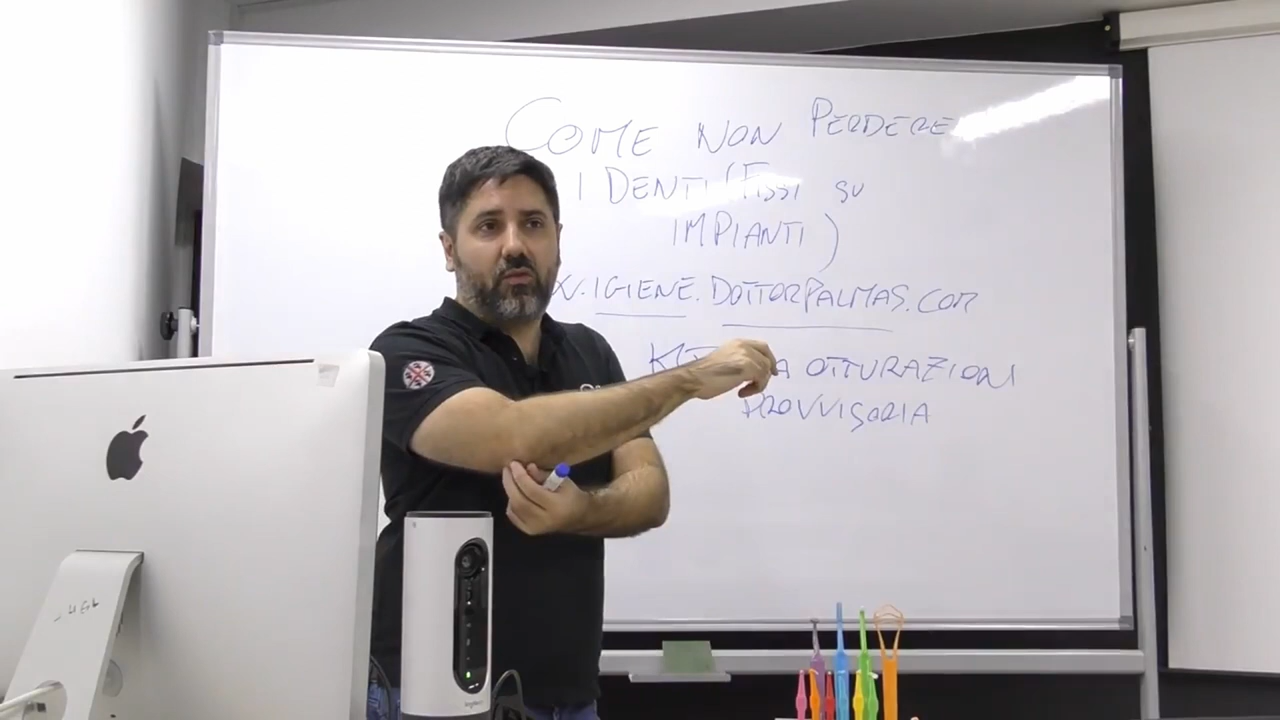 COME NON PERDERE
I DENTI (FISSI SU
IMPIANTI)
.IGIENE.DOTTORPALMAS.COM
OTTURAZIONI
PROVVISORIA